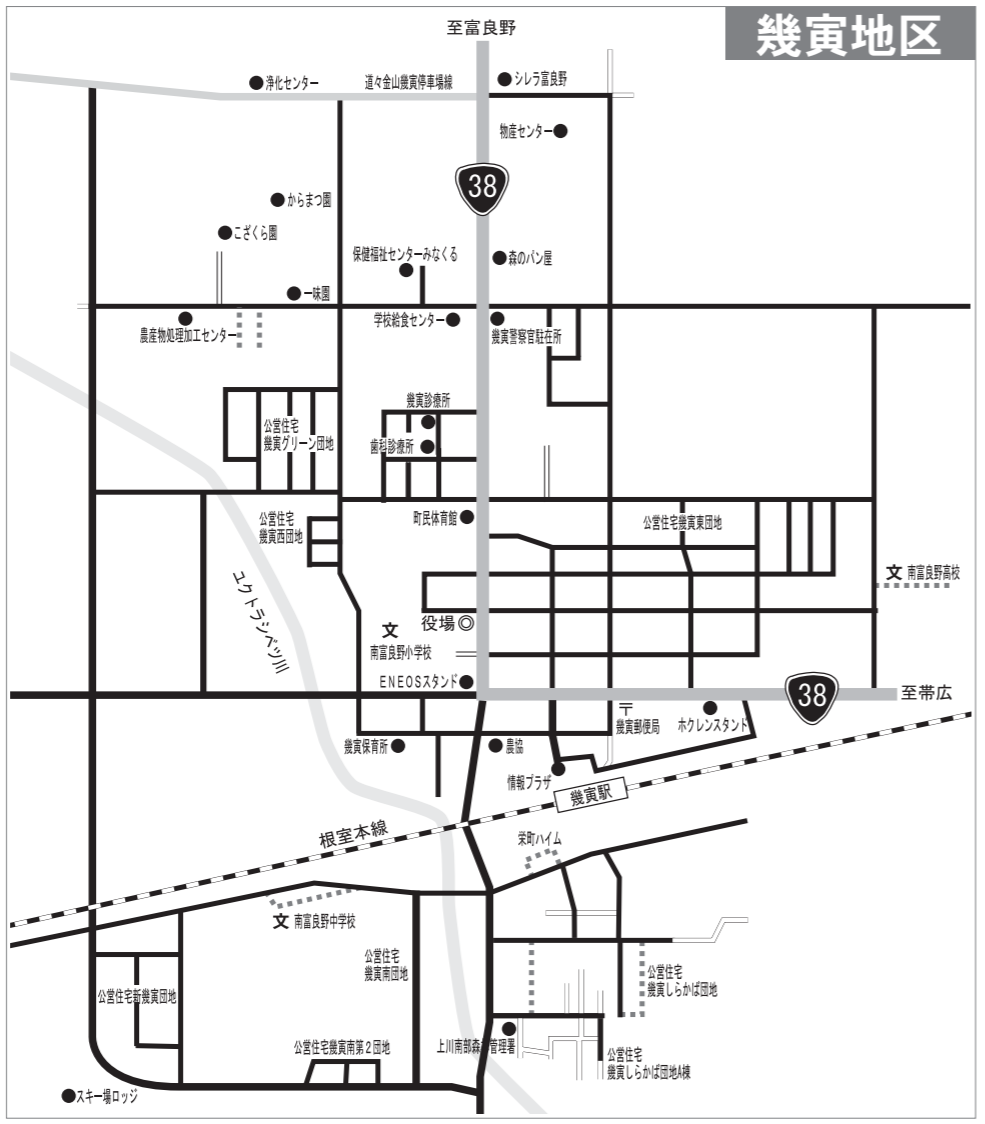 幾寅地区
至富良野
浄化センター
道々金山幾寅停車場線
シレラ富良野
物産センター
38
からまつ園
こざくら園
保健福祉センターみなくる
森のパン屋
一味園
農産物処理加工センター
学校給食センター
幾寅警察官駐在所
幾寅診療所
公営住宅
幾寅グリーン団地
歯科診療所
公営住宅
幾寅西団地
町民体育館
公営住宅幾寅東団地
ユクトラシベツ川
文 南富良野高校
文
南富良野小学校
役場◎
ENEOSスタンド
38
至帯広
〒
幾寅郵便局
ホクレンスタンド
幾寅保育所
農協
情報プラザ
幾寅駅
根室本線
栄町ハイム
文 南富良野中学校
公営住宅
幾寅南団地
公営住宅
幾寅しらかば団地
公営住宅新幾寅団地
公営住宅幾寅南第2団地
上川南部森林管理署
公営住宅
幾寅しらかば団地A棟
スキー場ロッジ